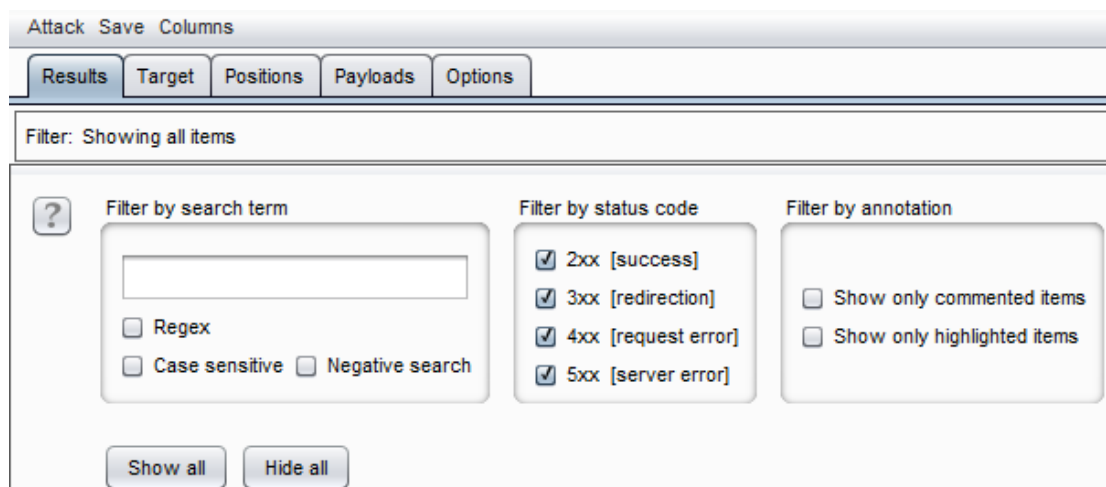 Attack Save Columns
Results Target Positions Payloads Options
Filter: Showing all items
?
Filter by search term
Regex
Case sensitive Negative search
Filter by status code
2xx [success]
3xx [redirection]
4xx [request error]
5xx [server error]
Filter by annotation
Show only commented items
Show only highlighted items
Show all Hide all